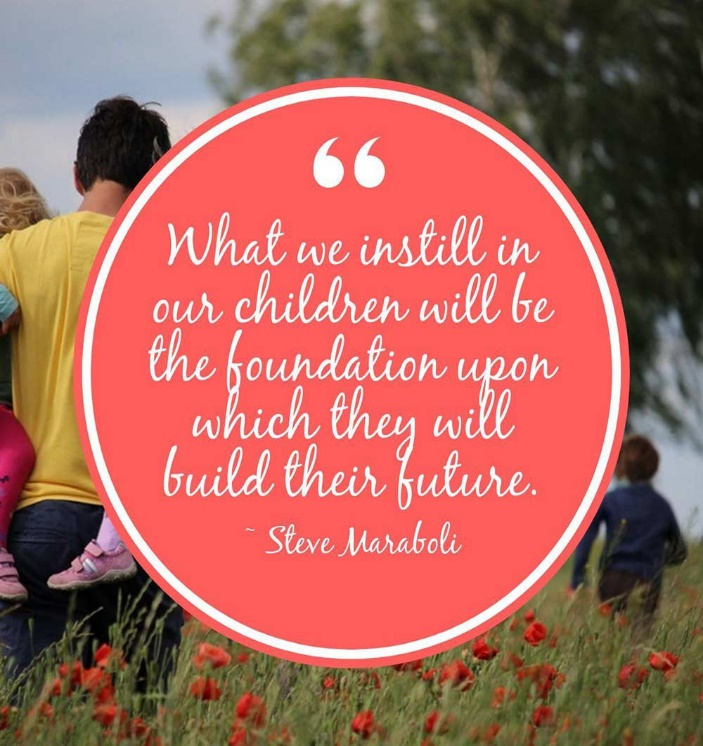 “
What we instill in
our children will be
the foundation upon
which they will
build their future.
~ Steve Maraboli